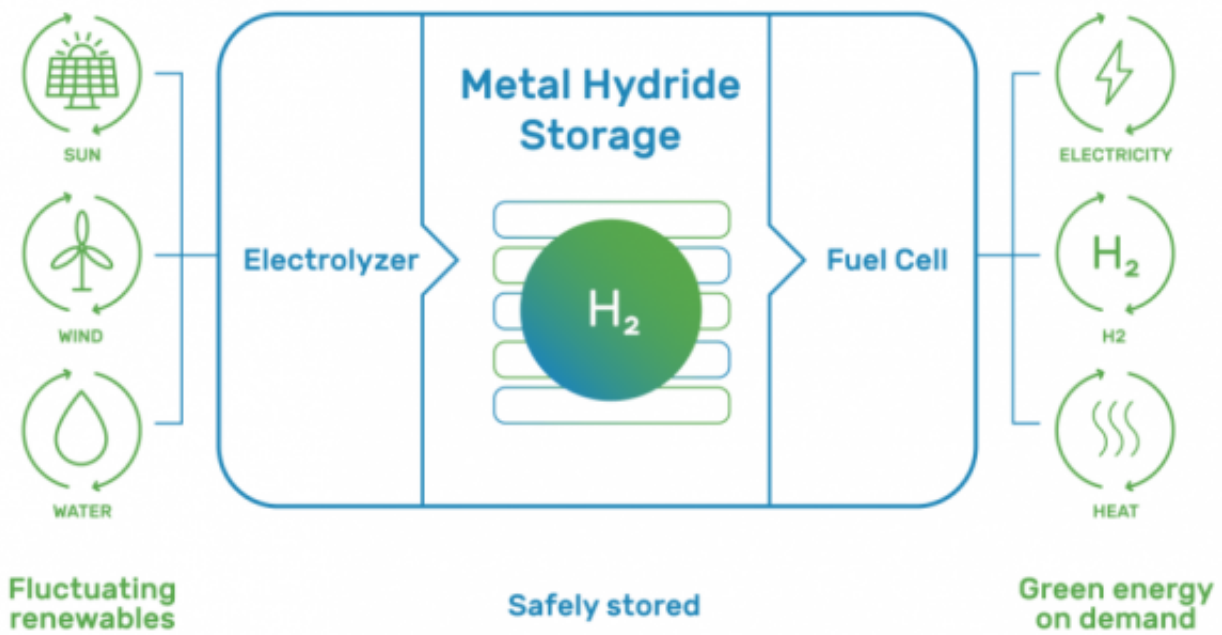 SUN
WIND
WATER
Fluctuating
renewables
Electrolyzer
Metal Hydride
Storage
H₂
Safely stored
Fuel Cell
ELECTRICITY
H₂
H2
HEAT
Green energy
on demand